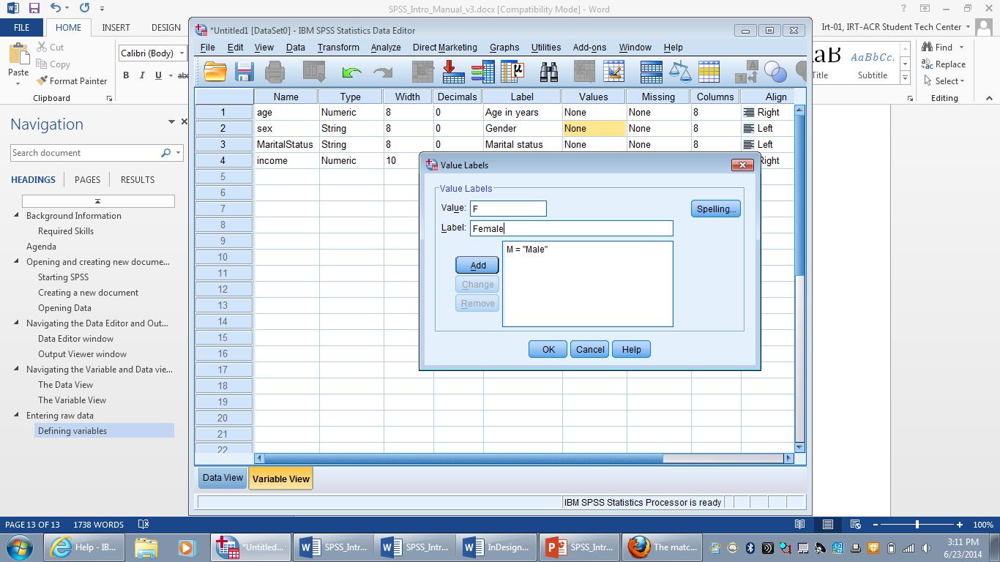 SPSS_Intro_Manual_v3.docx [Compatibility Mode] - Word
FILE HOME INSERT DESIGN
Irt-01, IRT-ACR Student Tech Center
Cut
Copy
Format Painter
Paste
Clipboard
Calibri (Body)
B I U abc
AaB AaBbCc.
Title Subtitle
Find
Replace
Select
Editing
Navigation
Search document
HEADINGS PAGES RESULTS
Background Information
Required Skills
Agenda
Opening and creating new docume...
Starting SPSS
Creating a new document
Opening Data
Navigating the Data Editor and Out...
Data Editor window
Output Viewer window
Navigating the Variable and Data vie...
The Data View
The Variable View
Entering raw data
Defining variables
*Untitled1 [DataSet0] - IBM SPSS Statistics Data Editor
File Edit View Data Transform Analyze Direct Marketing Graphs Utilities Add-ons Window Help
Name Type Width Decimals Label Values Missing Columns Align
1 age Numeric 8 0 Age in years None None 8 Right
2 sex String 8 0 Gender None None 8 Left
3 MaritalStatus String 8 0 Marital status None None 8 Left
4 income Numeric 10 Right
5
6
7
8
9
10
11
12
13
14
15
16
17
18
19
20
21
22
Value Labels
Value Labels
Value: F
Spelling...
Label: Female
M = "Male"
Add
Change
Remove
OK Cancel Help
Data View Variable View
IBM SPSS Statistics Processor is ready
PAGE 13 OF 13 1738 WORDS
100%
Help - IB...
*Untitled...
SPSS_Intr...
SPSS_Intr...
InDesign...
SPSS_Intr...
The matc...
3:11 PM
6/23/2014